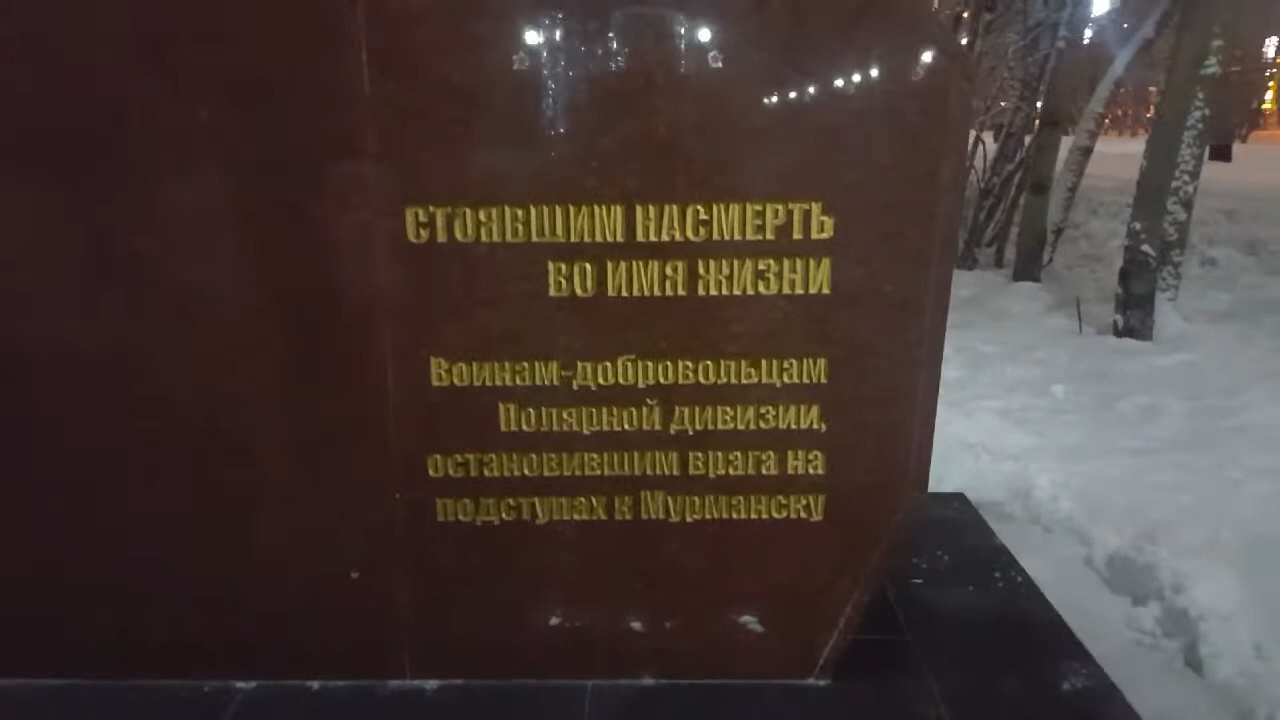 СТОЯВШИМ НАСМЕРТЬ
ВО ИМЯ ЖИЗНИ
Воинам-добровольцам
Полярной дивизии,
остановившим врага на
подступах к Мурманску